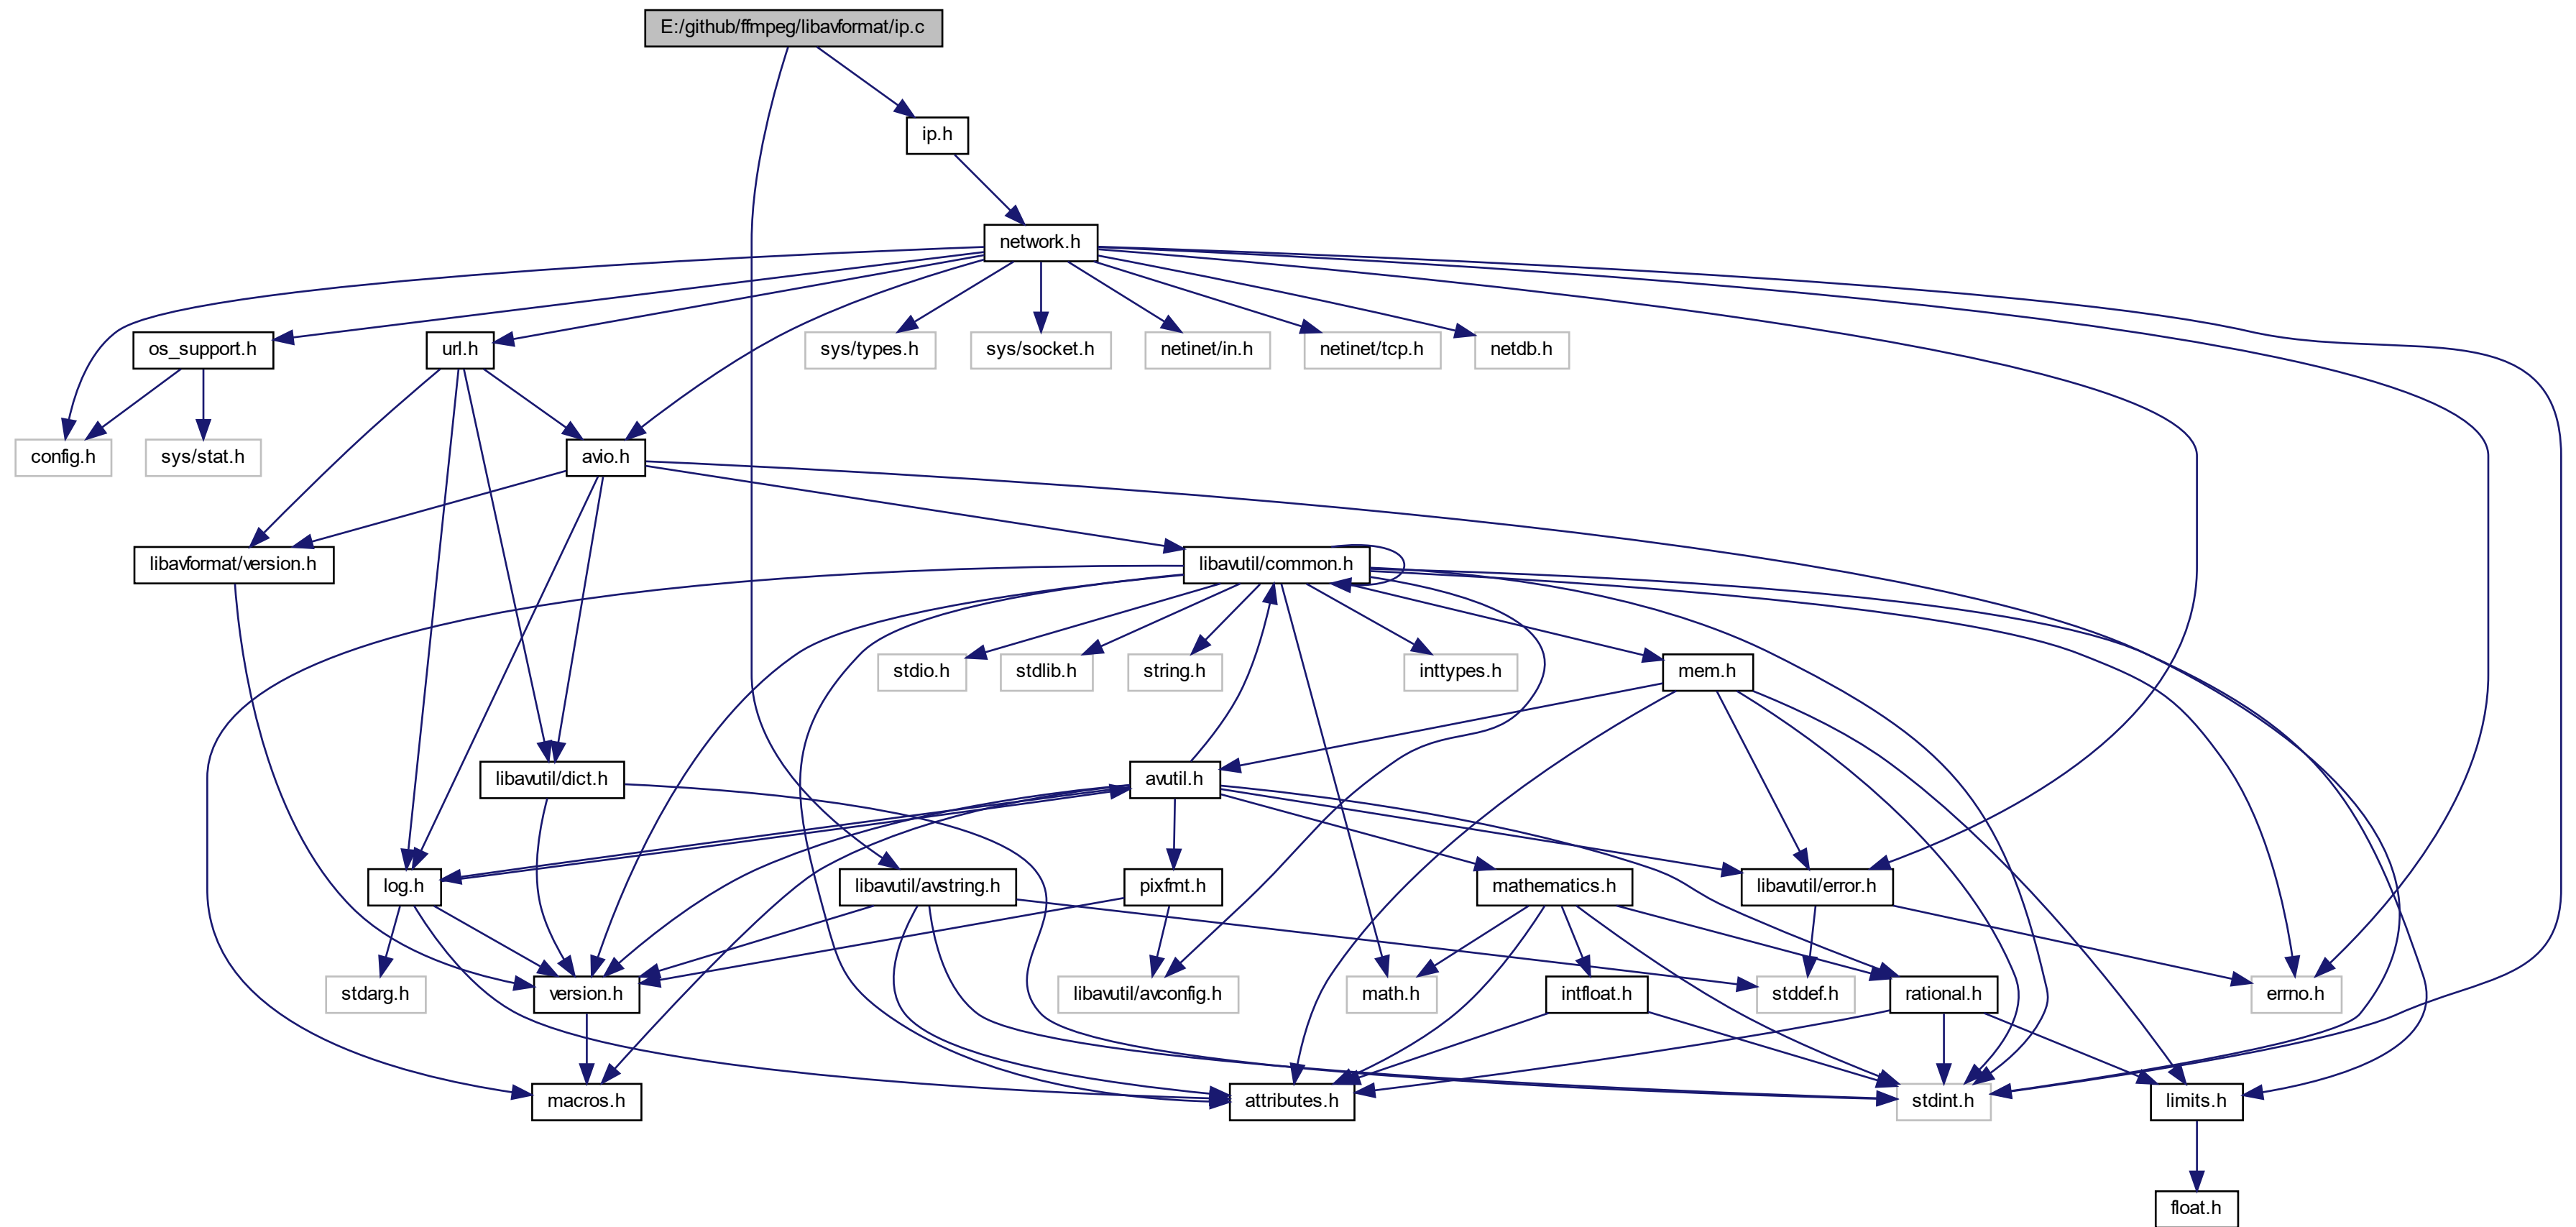 E:/github/ffmpeg/libavformat/ip.c
ip.h
network.h
os_support.h
url.h
sys/types.h
sys/socket.h
netinet/in.h
netinet/tcp.h
netdb.h
config.h
sys/stat.h
avio.h
libavformat/version.h
libavutil/common.h
stdio.h
stdlib.h
string.h
inttypes.h
mem.h
libavutil/dict.h
avutil.h
log.h
libavutil/avstring.h
pixfmt.h
mathematics.h
libavutil/error.h
stdarg.h
version.h
libavutil/avconfig.h
math.h
intfloat.h
stddef.h
rational.h
errno.h
macros.h
attributes.h
stdint.h
limits.h
float.h